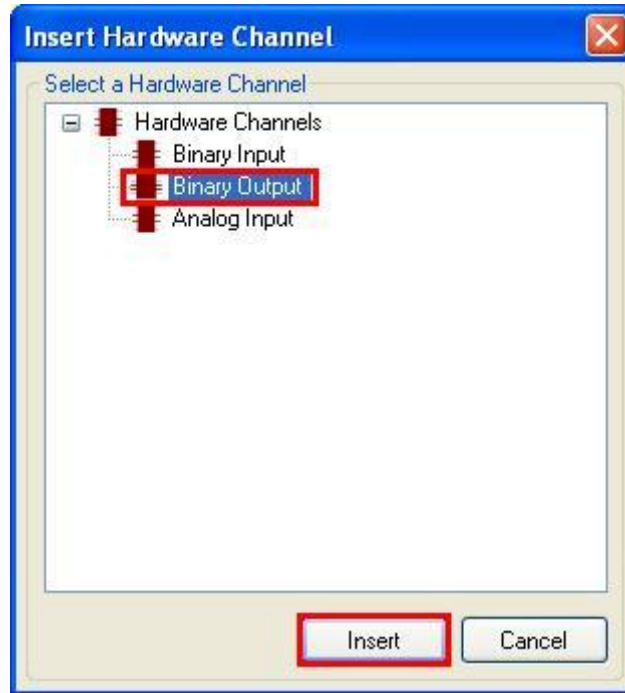 Insert Hardware Channel
Select a Hardware Channel
Hardware Channels
Binary Input
Binary Output
Analog Input
Insert
Cancel